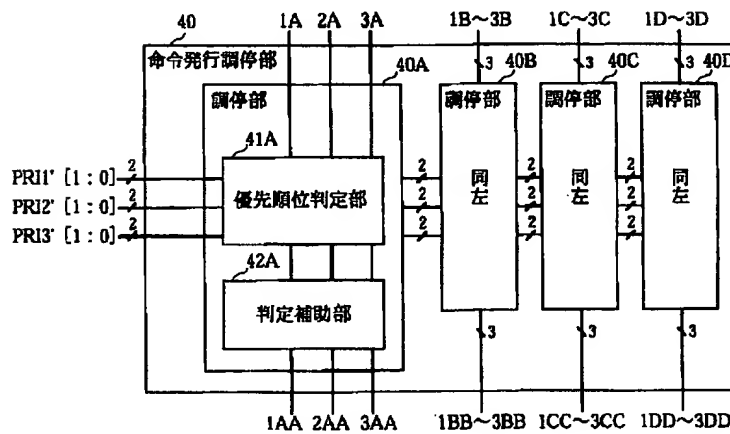 40
1A
2A
3A
1B～3B
1C～3C
1D～3D
命令発行調停部
40A
3
40B
3
40C
3
40D
調停部
調停部
調停部
調停部
41A
PRI1' [1 : 0]
2
PRI2' [1 : 0]
2
PRI3' [1 : 0]
2
優先順位判定部
2
2
2
同左
2
2
2
同左
2
2
2
同左
42A
判定補助部
3
3
3
1AA
2AA
3AA
1BB～3BB
1CC～3CC
1DD～3DD